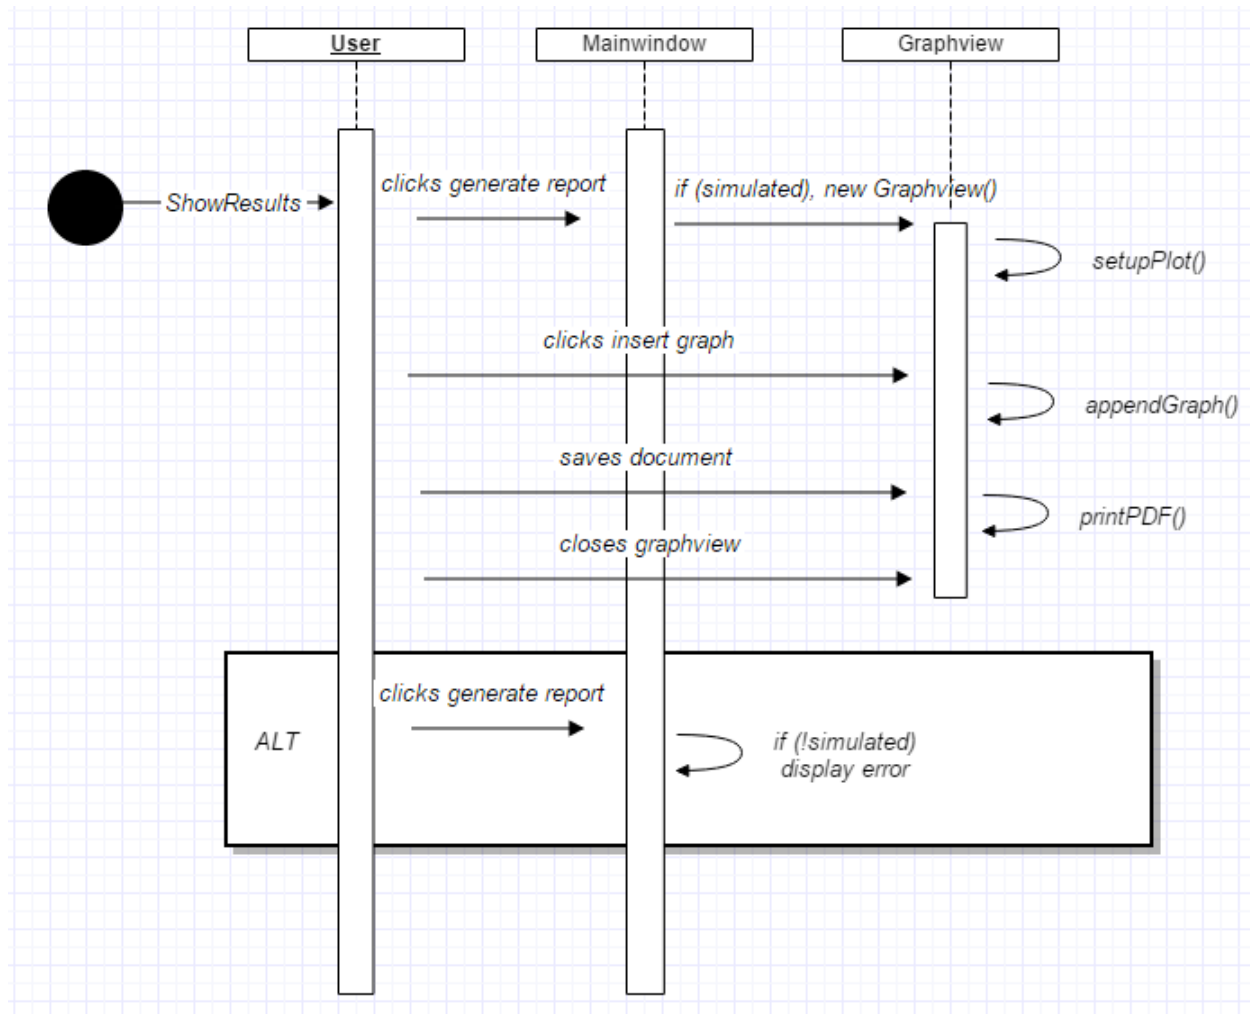 User
Mainwindow
Graphview
clicks generate report
if (simulated), new Graphview()
ShowResults
setupPlot()
clicks insert graph
appendGraph()
saves document
printPDF()
closes graphview
clicks generate report
ALT
if (!simulated)
display error